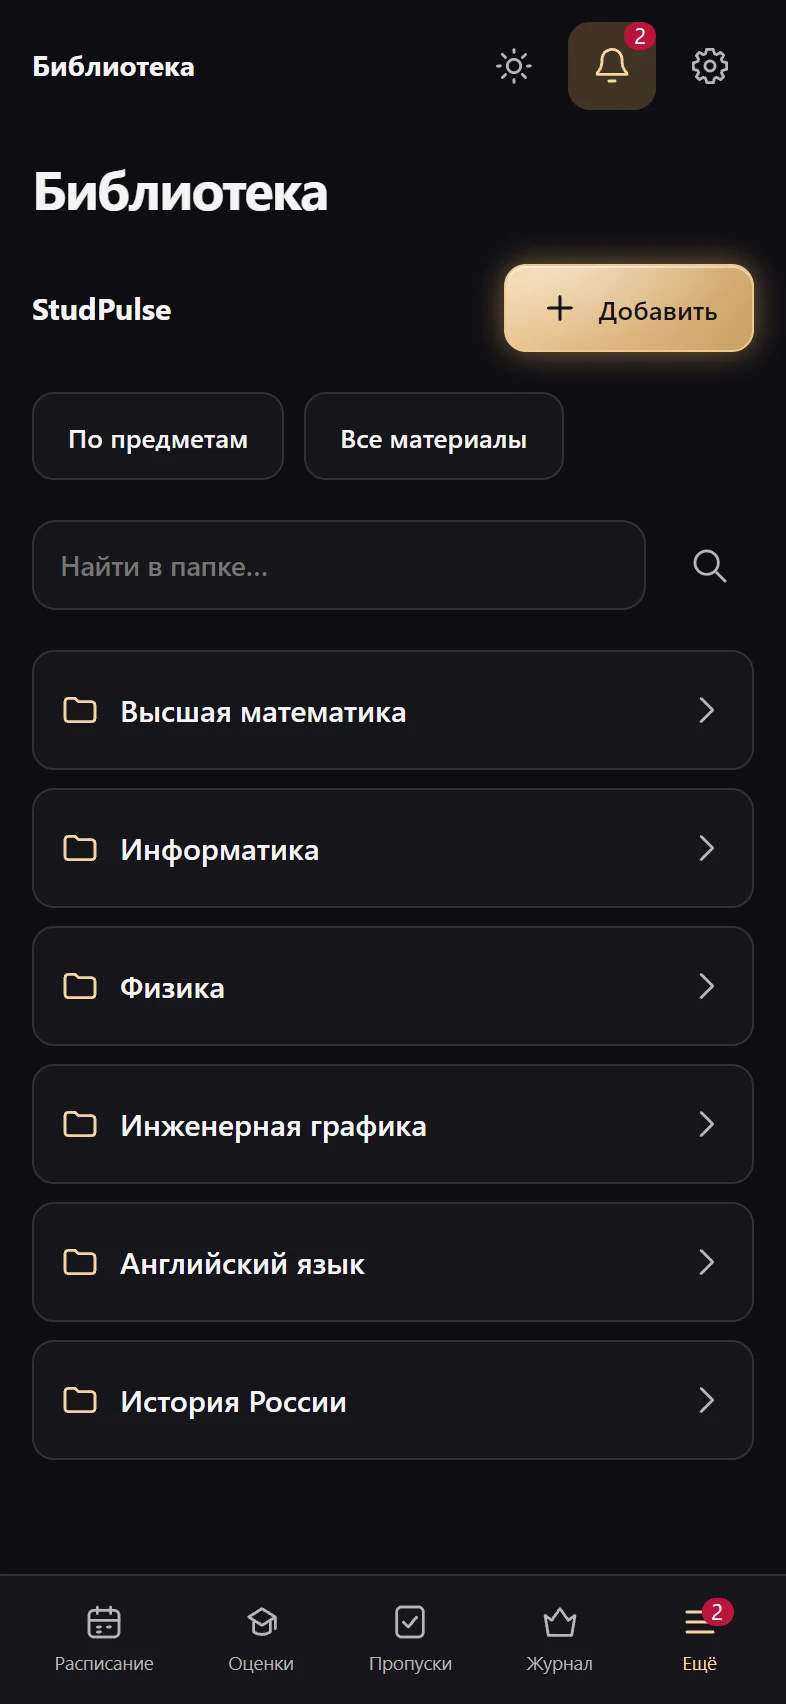 Библиотека
2
Библиотека
StudPulse
Добавить
По предметам
Все материалы
Найти в папке...
Высшая математика
Информатика
Физика
Инженерная графика
Английский язык
История России
2
Расписание
Оценки
Пропуски
Журнал
Ещё